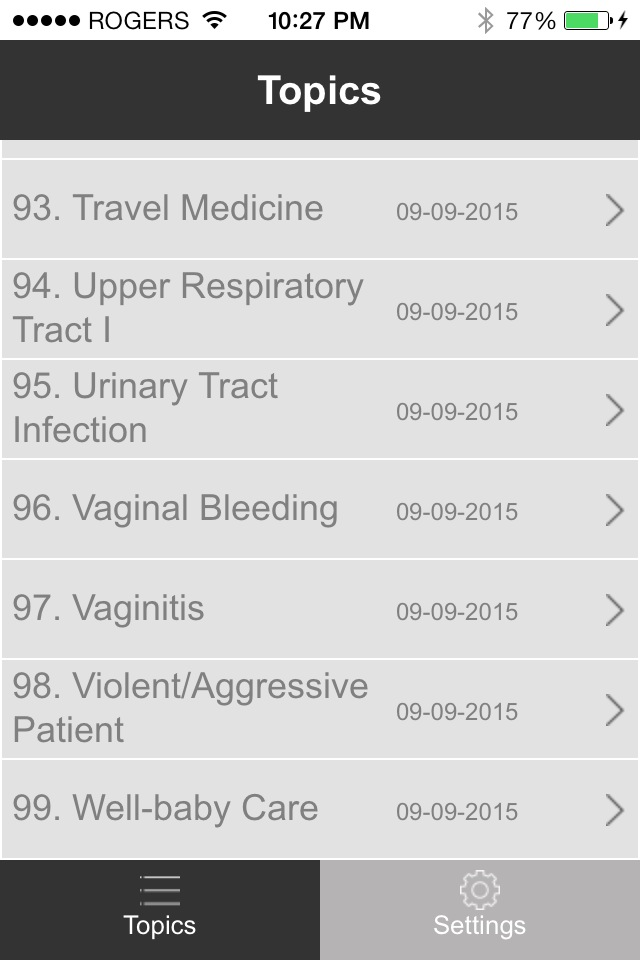 ROGERS 10:27 PM 77%
Topics
93. Travel Medicine 09-09-2015
94. Upper Respiratory
Tract I 09-09-2015
95. Urinary Tract
Infection 09-09-2015
96. Vaginal Bleeding 09-09-2015
97. Vaginitis 09-09-2015
98. Violent/Aggressive
Patient 09-09-2015
99. Well-baby Care 09-09-2015
Topics Settings